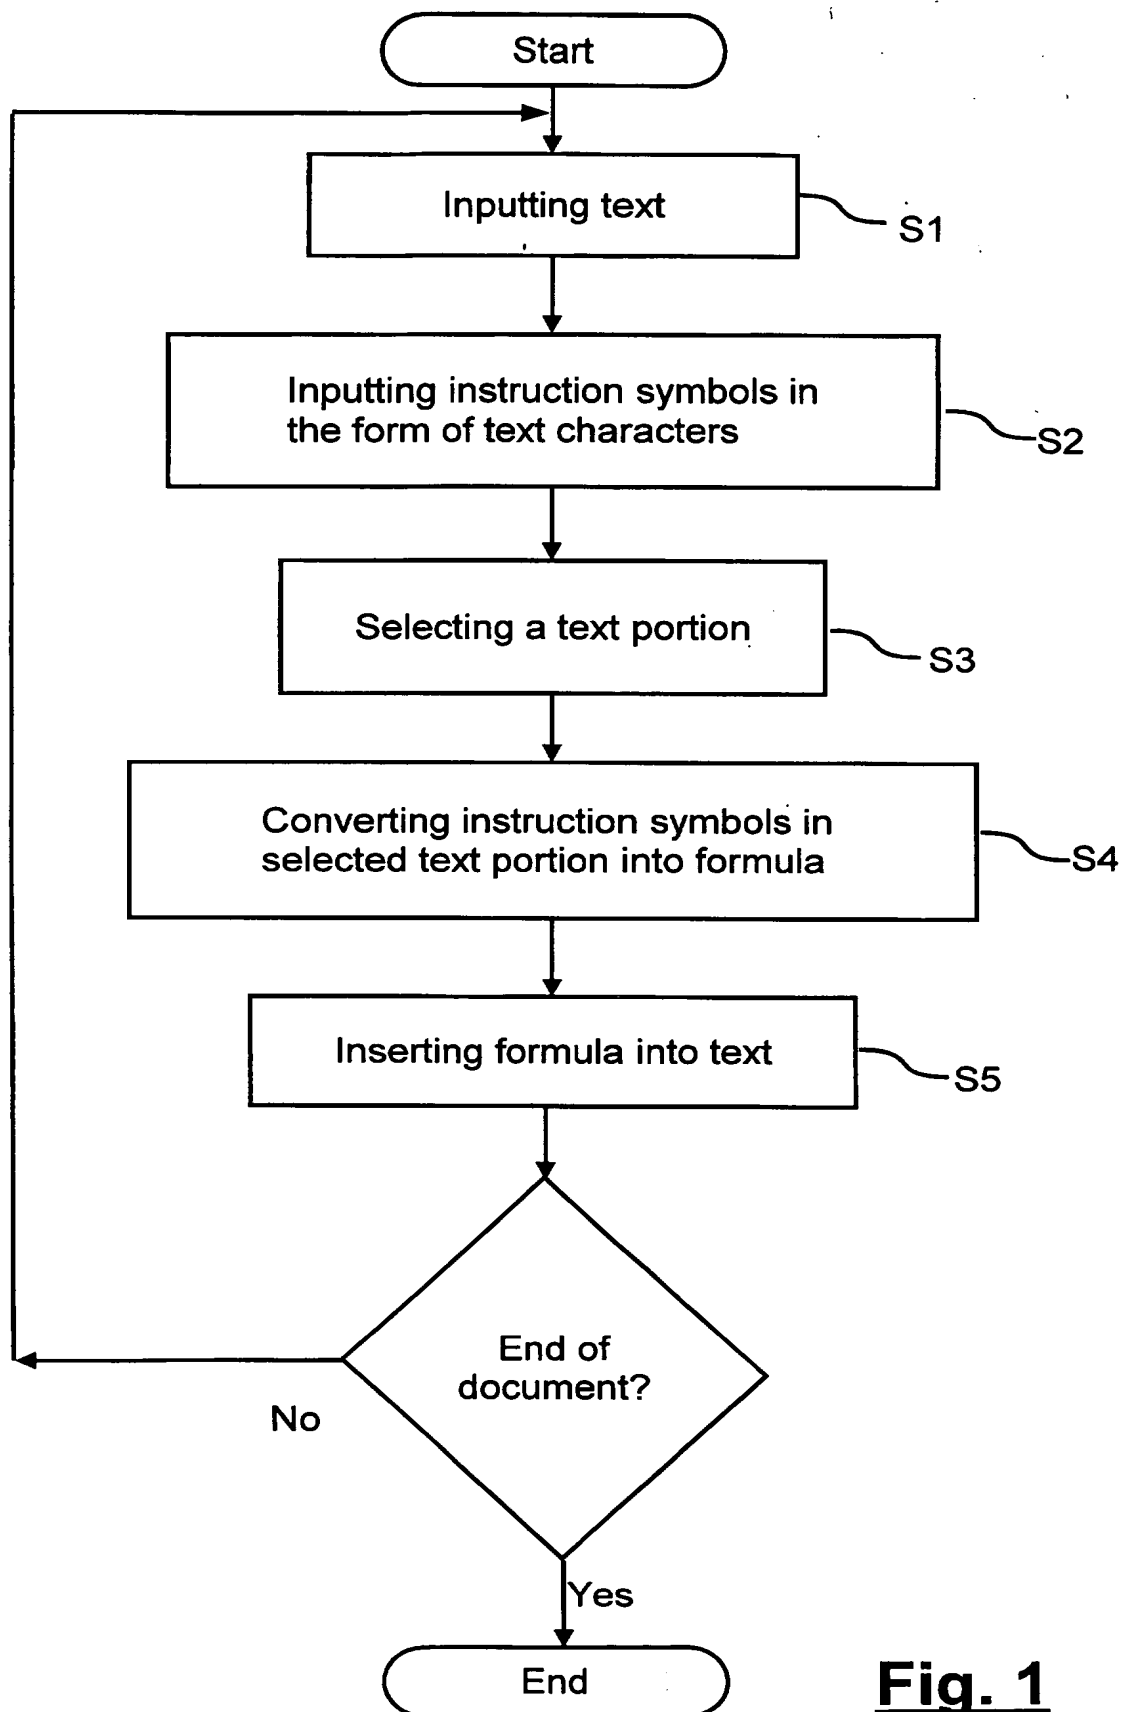 Start
Inputting text
S1
Inputting instruction symbols in
the form of text characters
S2
Selecting a text portion
S3
Converting instruction symbols in
selected text portion into formula
S4
Inserting formula into text
S5
End of
document?
No
Yes
End
Fig. 1